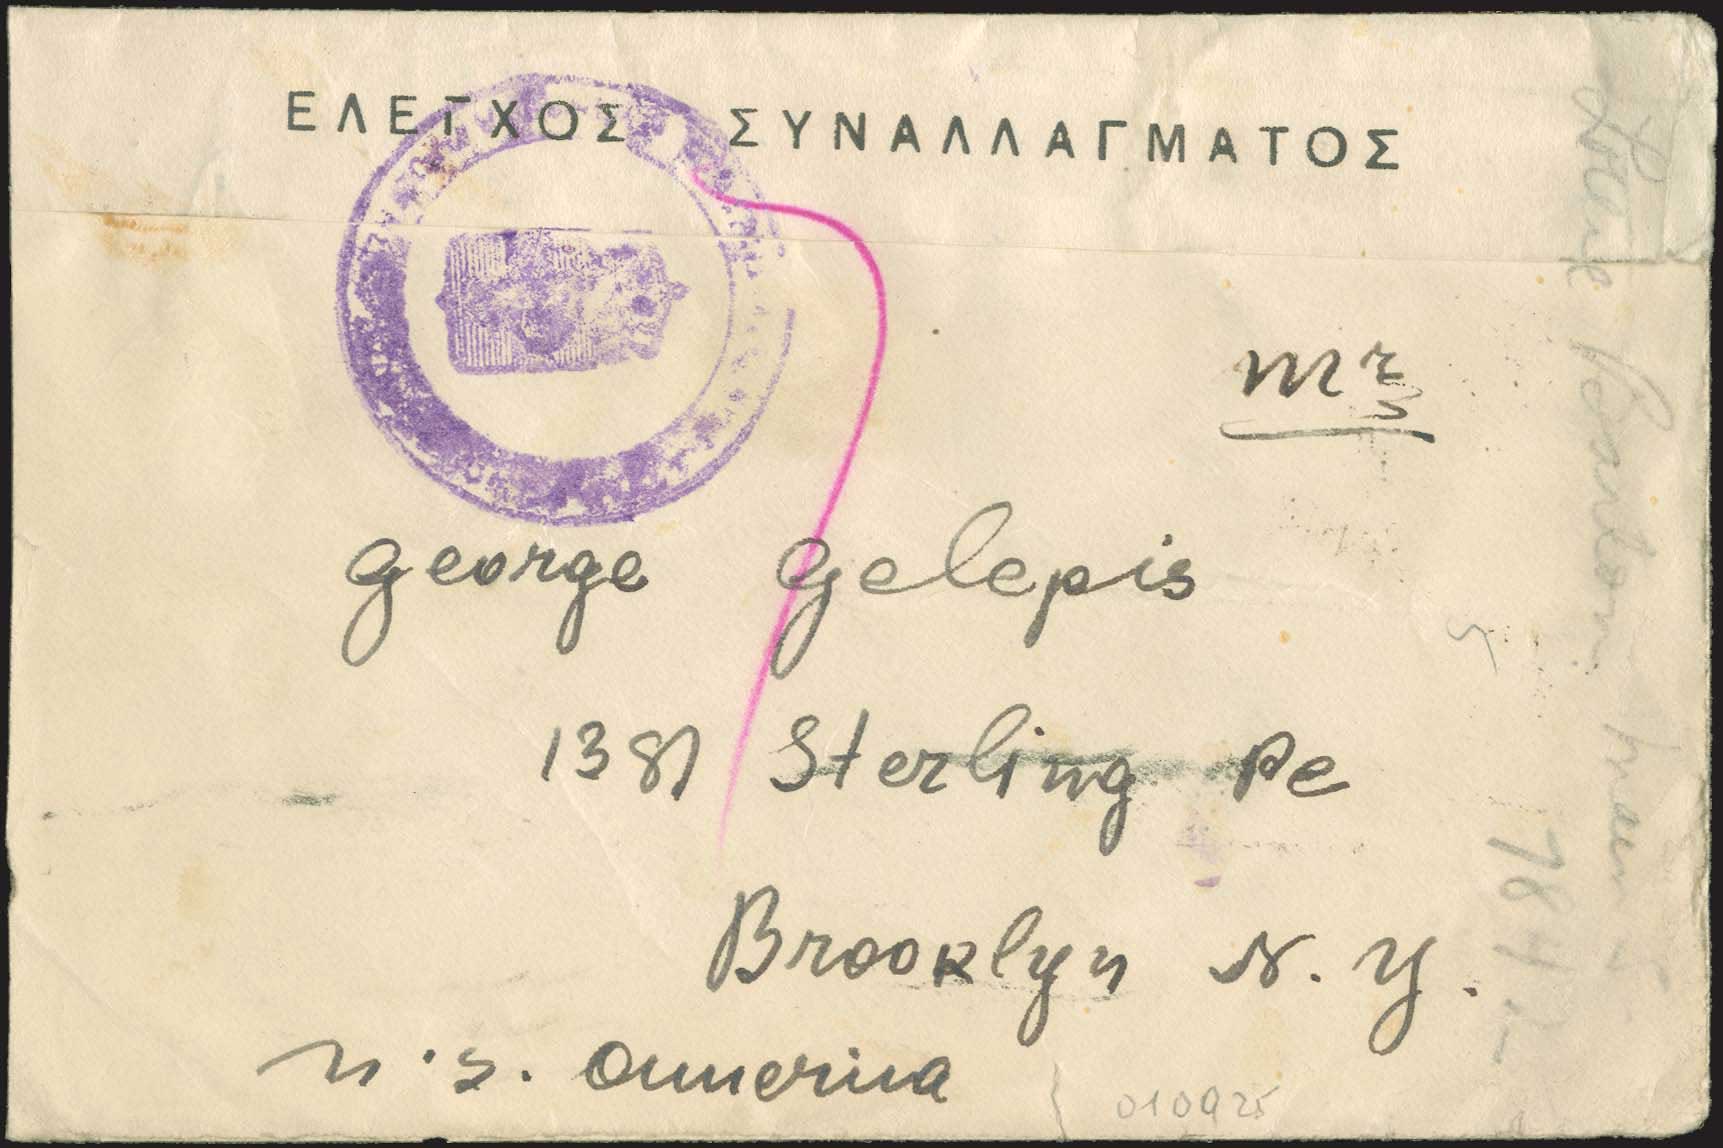 ΕΛΕΓΧΟΣ ΣΥΝΑΛΛΑΓΜΑΤΟΣ
Mr
george gelepis
1381 Sterling Pe
Brooklyn N. Y.
U.S. America
010925